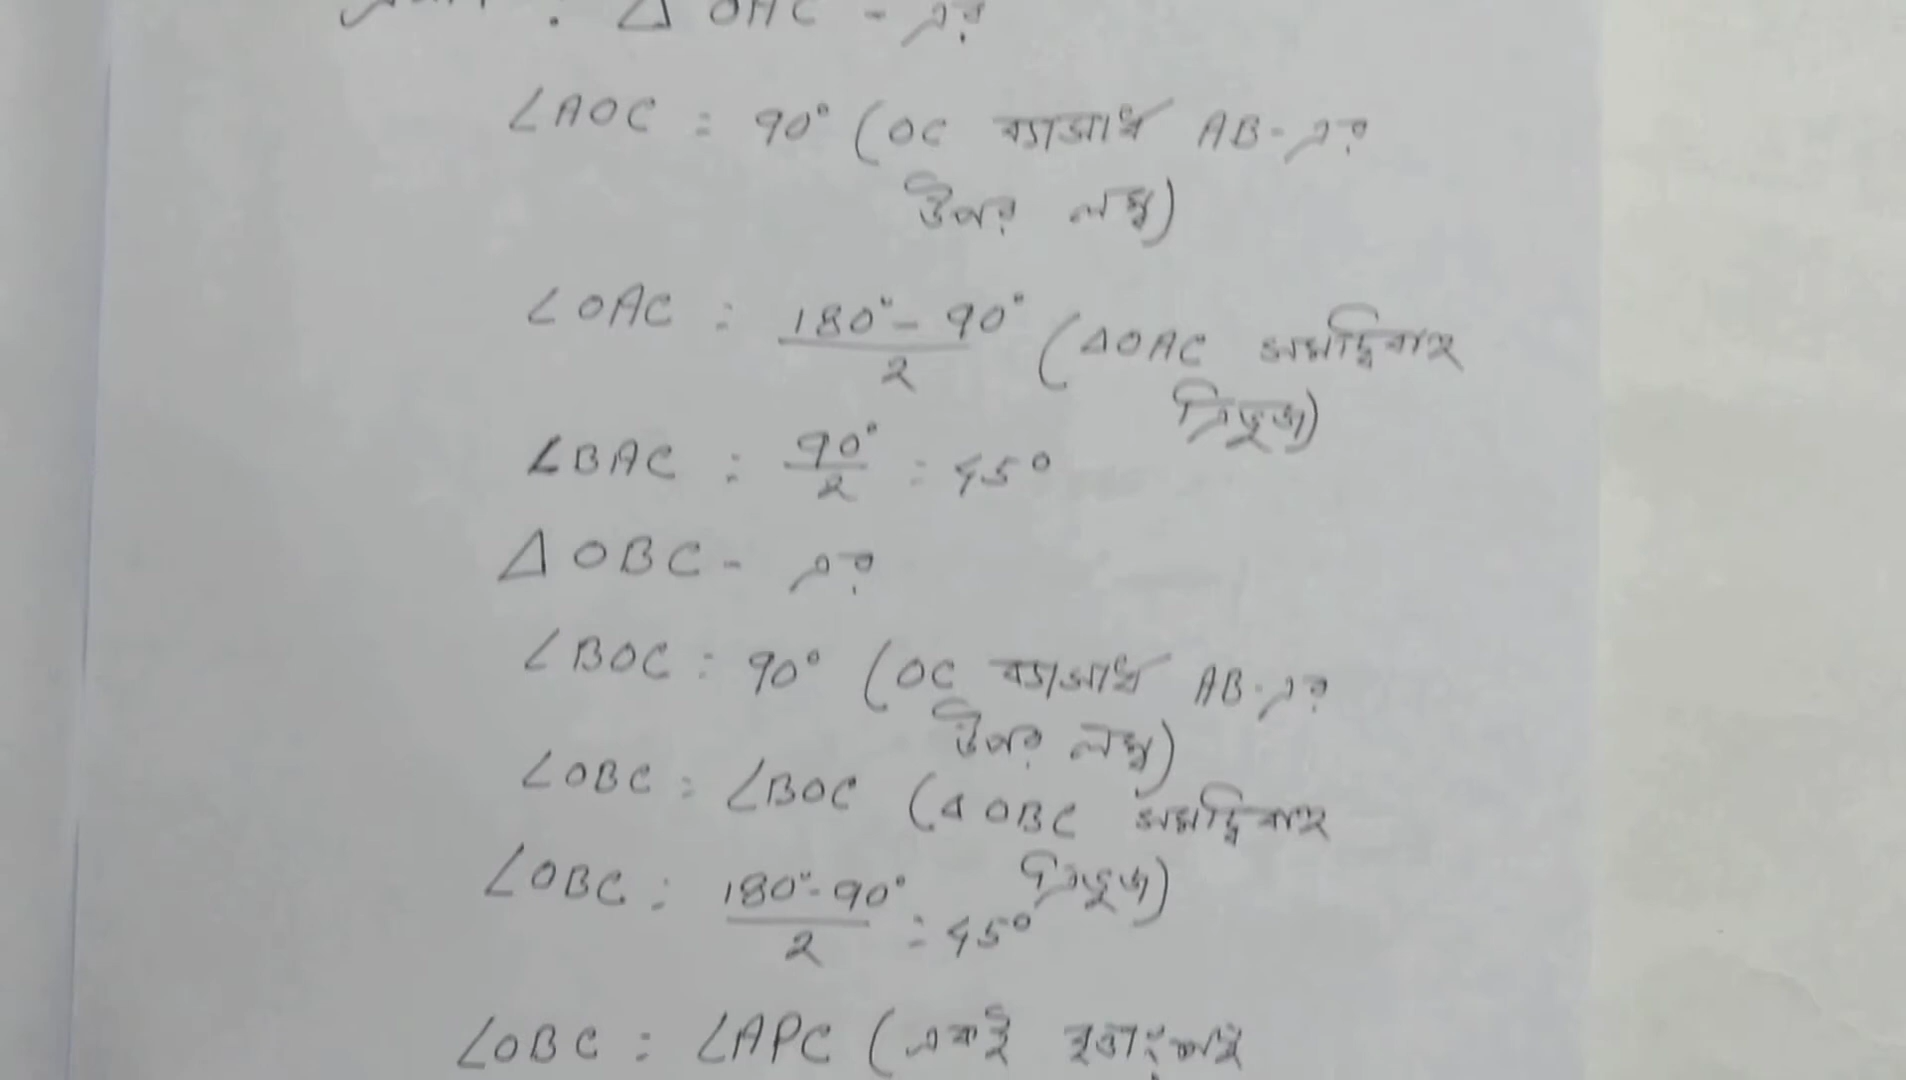 : △ OAC - এর
∠AOC = 90° (OC ব্যাসার্ধ AB-এর
উপর লম্ব)
∠OAC = (180° - 90°)/2 (△OAC সমদ্বিবাহু
ত্রিভুজ)
∠BAC = 90°/2 = 45°
△OBC - এর
∠BOC = 90° (OC ব্যাসার্ধ AB-এর
উপর লম্ব)
∠OBC = ∠BOC (△OBC সমদ্বিবাহু
ত্রিভুজ)
∠OBC = (180° - 90°)/2 = 45°
∠OBC = ∠APC (একই বৃত্তাংশস্থ